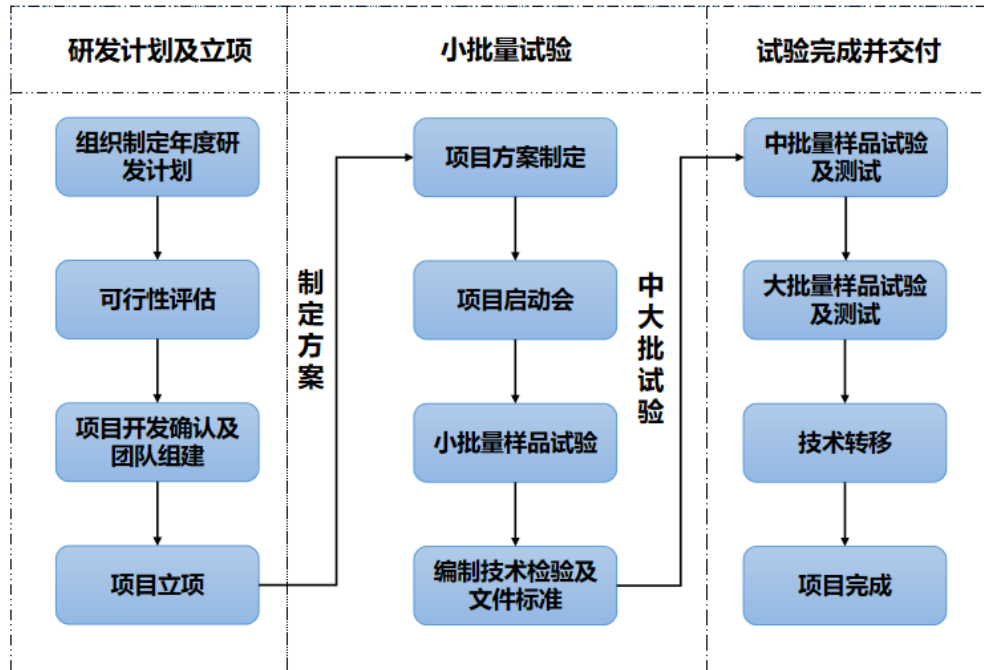 研发计划及立项
小批量试验
试验完成并交付
组织制定年度研
发计划
可行性评估
项目开发确认及
团队组建
项目立项
制定方案
项目方案制定
项目启动会
小批量样品试验
编制技术检验及
文件标准
中大批试验
中批量样品试验
及测试
大批量样品试验
及测试
技术转移
项目完成